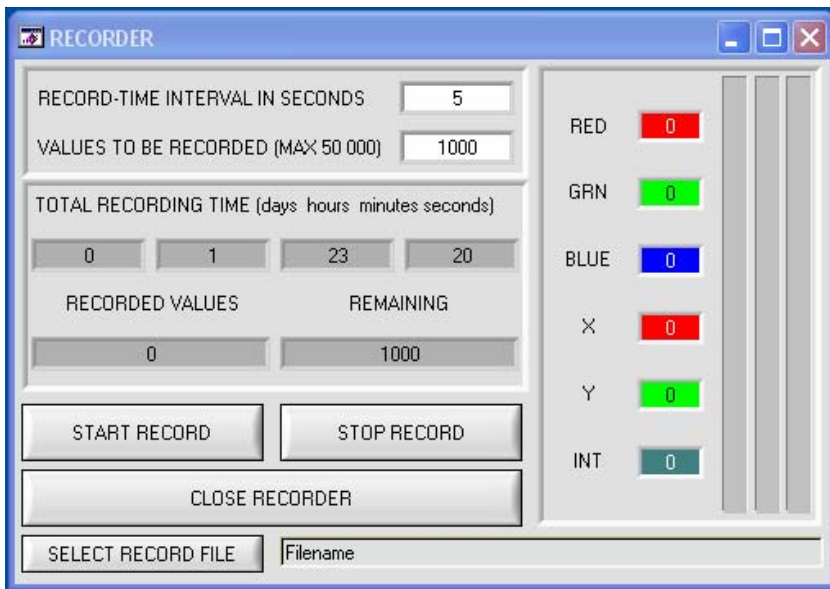 RECORDER
RECORD-TIME INTERVAL IN SECONDS 5
VALUES TO BE RECORDED (MAX 50 000) 1000
TOTAL RECORDING TIME (days hours minutes seconds)
0 1 23 20
RECORDED VALUES REMAINING
0 1000
START RECORD STOP RECORD
CLOSE RECORDER
SELECT RECORD FILE Filename
RED 0
GRN 0
BLUE 0
X 0
Y 0
INT 0